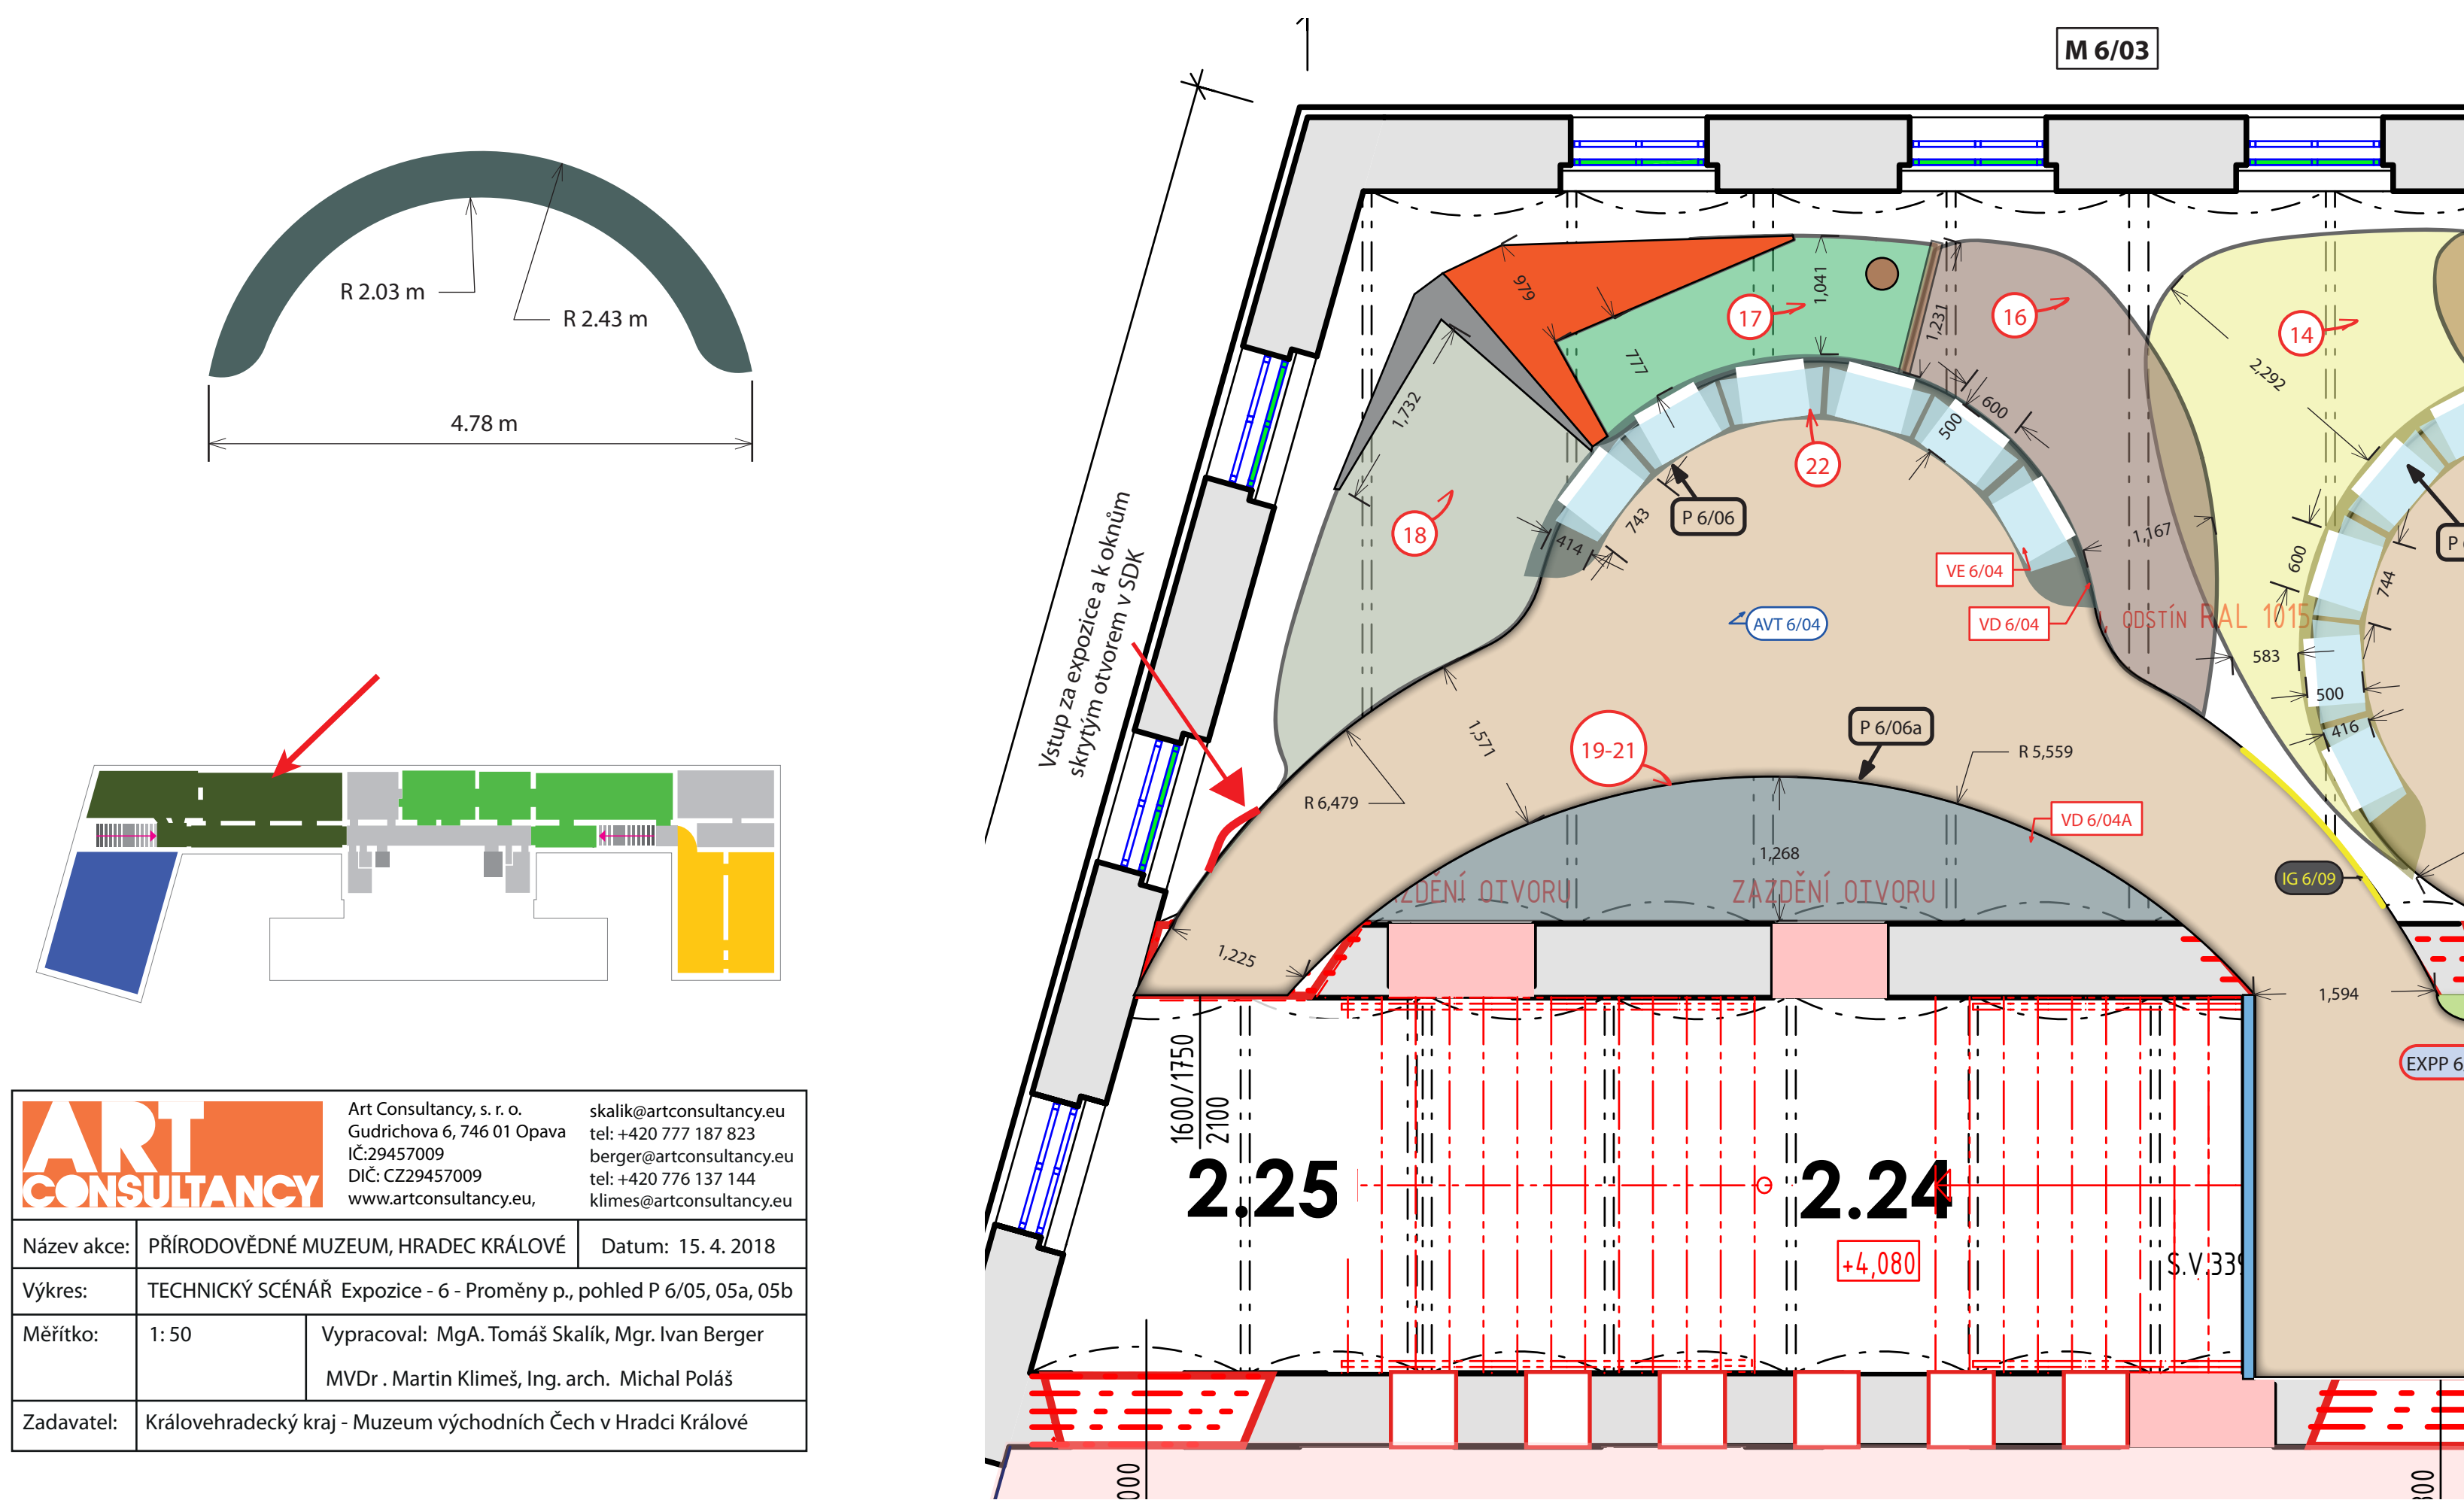 M 6/03
R 2.03 m
R 2.43 m
4.78 m
Vstup za expozice a k oknům
skrytým otvorem v SDK
979
777
1,041
1,231
1,732
17
16
14
18
22
2,292
600
500
743
414
P 6/06
1,167
VE 6/04
VD 6/04
AVT 6/04
ODSTÍN RAL 1015
583
600
744
500
416
P
19-21
P 6/06a
R 5,559
R 6,479
1,571
VD 6/04A
1,268
ZDĚNÍ OTVORU
ZAZDĚNÍ OTVORU
IG 6/09
1,225
1,594
EXPP 6
1600/1750
2100
2.25
2.24
+4,080
S.V.339
000
800
ART
CONSULTANCY
Art Consultancy, s. r. o.
Gudrichova 6, 746 01 Opava
IČ:29457009
DIČ: CZ29457009
www.artconsultancy.eu,
skalik@artconsultancy.eu
tel: +420 777 187 823
berger@artconsultancy.eu
tel: +420 776 137 144
klimes@artconsultancy.eu
Název akce: PŘÍRODOVĚDNÉ MUZEUM, HRADEC KRÁLOVÉ Datum: 15. 4. 2018
Výkres: TECHNICKÝ SCÉNÁŘ Expozice - 6 - Proměny p., pohled P 6/05, 05a, 05b
Měřítko: 1: 50 Vypracoval: MgA. Tomáš Skalík, Mgr. Ivan Berger
MVDr . Martin Klimeš, Ing. arch. Michal Poláš
Zadavatel: Královehradecký kraj - Muzeum východních Čech v Hradci Králové